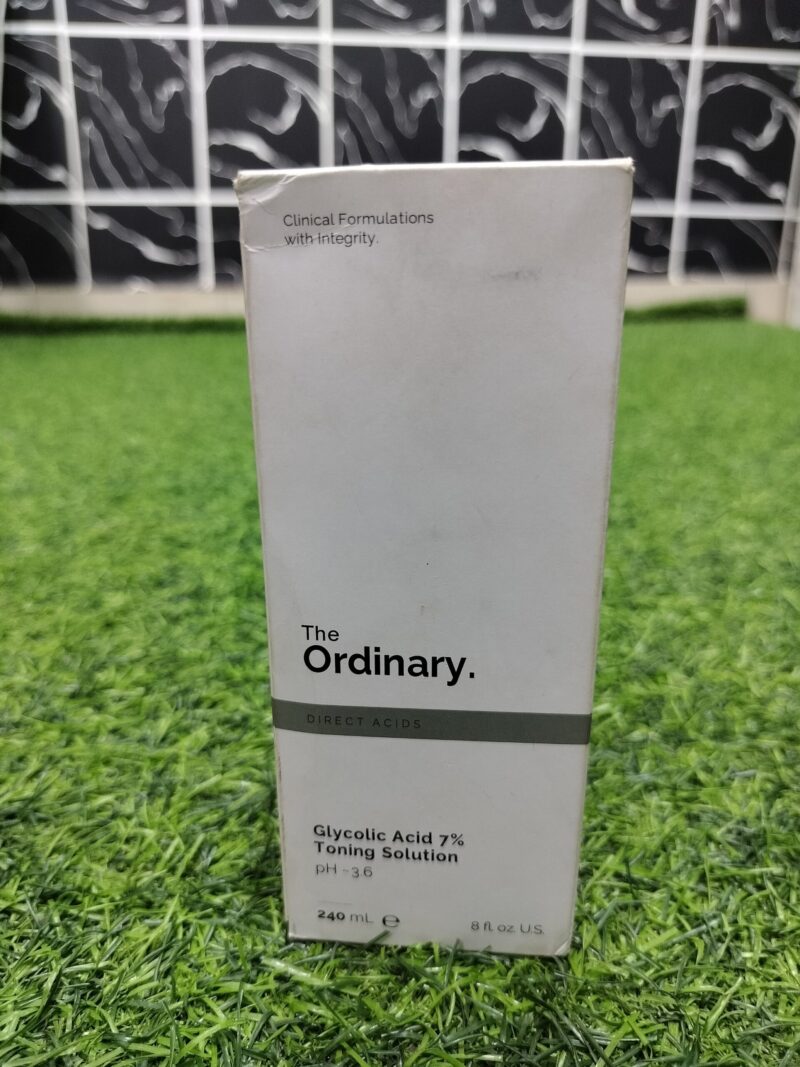 Clinical Formulations
with Integrity.
The
Ordinary.
DIRECT ACIDS
Glycolic Acid 7%
Toning Solution
pH ~3.6
240 mL ℮
8 fl. oz. U.S.